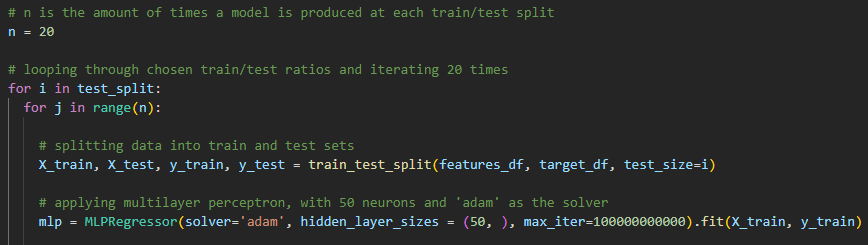 # n is the amount of times a model is produced at each train/test split
n = 20
# looping through chosen train/test ratios and iterating 20 times
for i in test_split:
for j in range(n):
# splitting data into train and test sets
X_train, X_test, y_train, y_test = train_test_split(features_df, target_df, test_size=i)
# applying multilayer perceptron, with 50 neurons and 'adam' as the solver
mlp = MLPRegressor(solver='adam', hidden_layer_sizes = (50, ), max_iter=100000000000).fit(X_train, y_train)